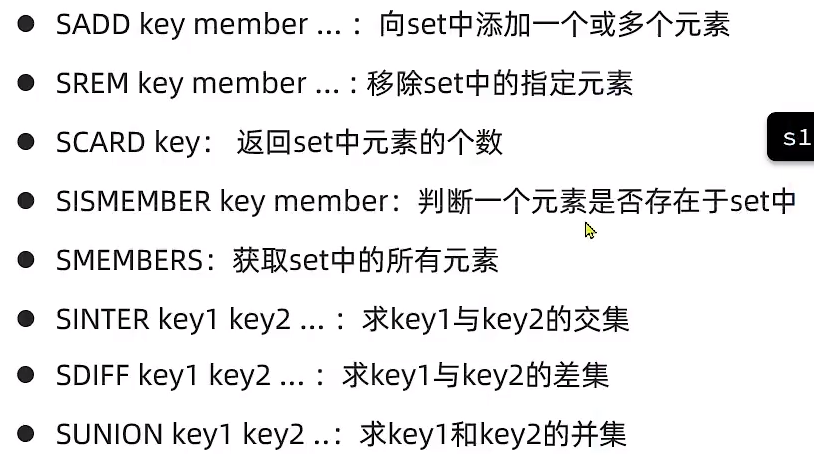 ● SADD key member ... ：向set中添加一个或多个元素
● SREM key member ... : 移除set中的指定元素
● SCARD key： 返回set中元素的个数
s1
● SISMEMBER key member：判断一个元素是否存在于set中
● SMEMBERS：获取set中的所有元素
● SINTER key1 key2 ... ：求key1与key2的交集
● SDIFF key1 key2 ... ：求key1与key2的差集
● SUNION key1 key2 ..：求key1和key2的并集